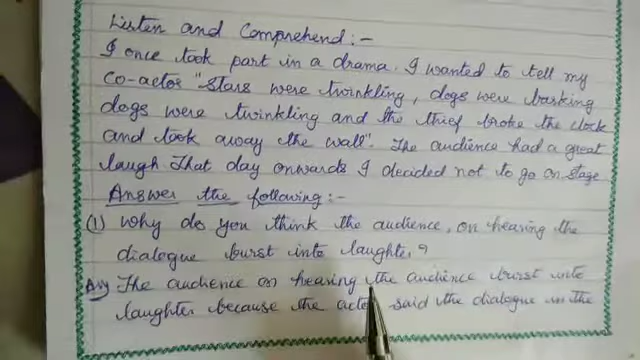 Listen and Comprehend :-
I once took part in a drama. I wanted to tell my
co-actor "Stars were twinkling, dogs were barking
dogs were twinkling and the thief broke the clock
and took away the wall". The audience had a great
laugh. That day onwards I decided not to go on stage
Answer the following :-
(1) Why do you think the audience, on hearing the
dialogue burst into laughter?
Ans The audience on hearing the audience burst into
laughter because the actor said the dialogue in the